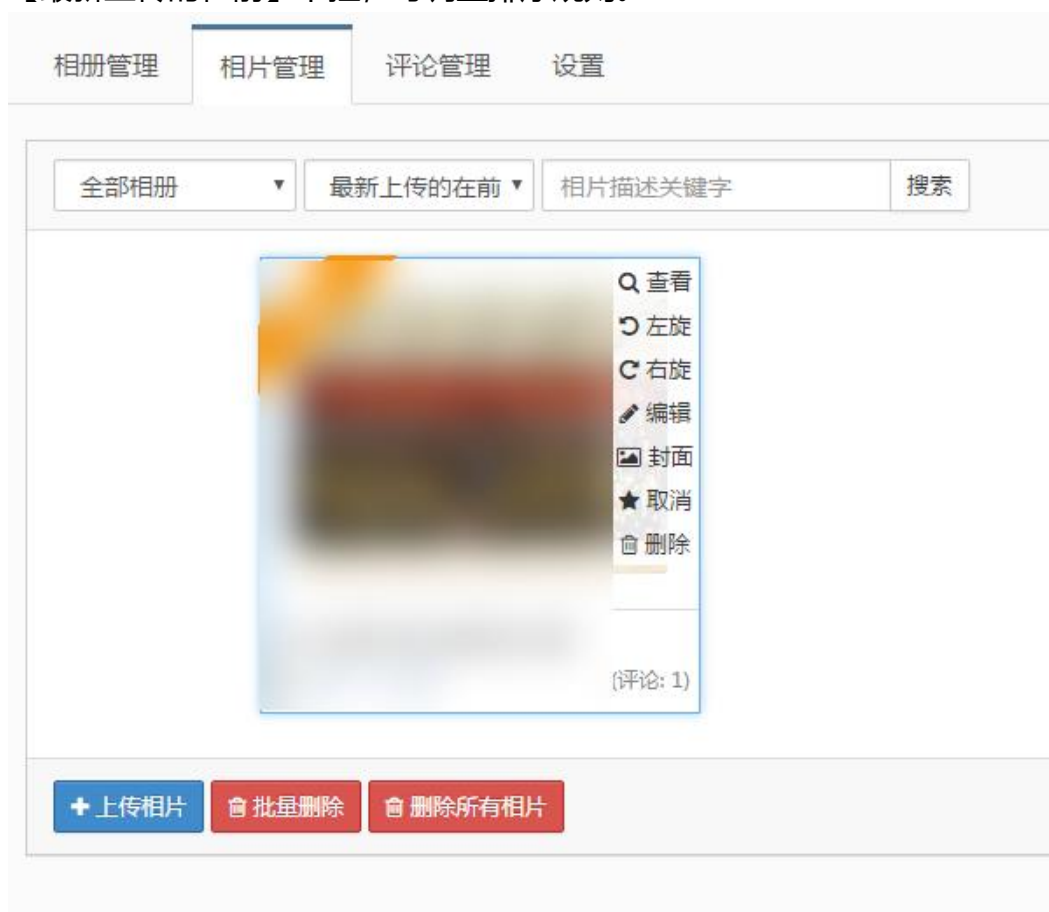 相册管理 相片管理 评论管理 设置
全部相册 最新上传的在前 相片描述关键字 搜索
查看
左旋
右旋
编辑
封面
取消
删除
(评论: 1)
上传相片 批量删除 删除所有相片